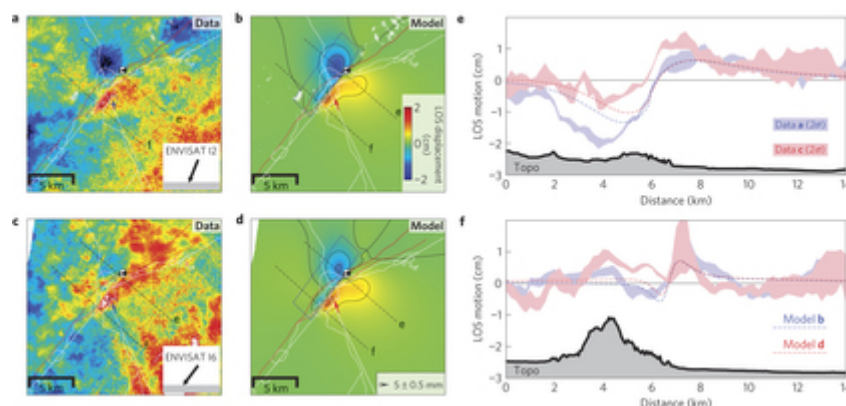 a
Data
e
f
ENVISAT I2
5 km
b
Model
e
f
2
LOS displacement
(cm)
−2
5 km
c
Data
e
f
ENVISAT I6
5 km
d
Model
e
f
5 km
5 ± 0.5 mm
e
LOS motion (cm)
1
0
−1
−2
−3
Data a (2σ)
Data c (2σ)
Topo
0 2 4 6 8 10 12 14
Distance (km)
f
LOS motion (cm)
1
0
−1
−2
−3
Model b
Model d
Topo
0 2 4 6 8 10 12 14
Distance (km)